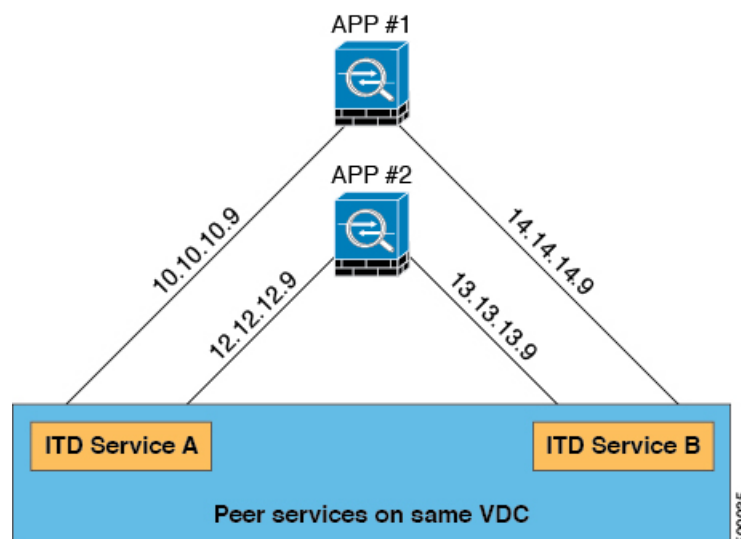 APP #1
APP #2
10.10.10.9
14.14.14.9
12.12.12.9
13.13.13.9
ITD Service A
ITD Service B
Peer services on same VDC